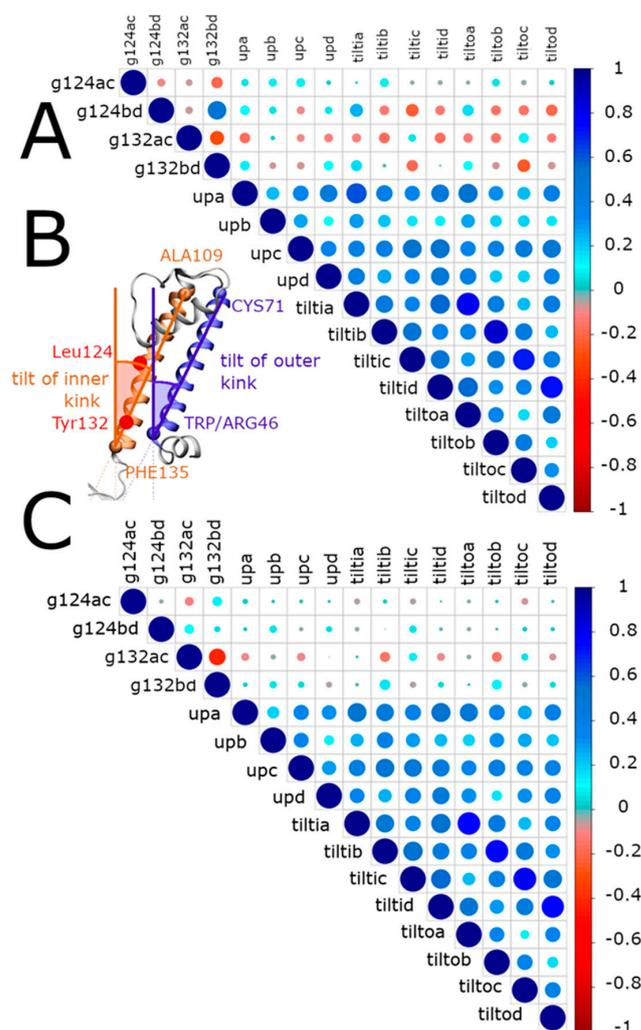 g124ac g124bd g132ac g132bd upa upb upc upd tiltia tiltib tiltic tiltid tiltoa tiltob tiltoc tiltod
g124ac
g124bd
g132ac
g132bd
upa
upb
upc
upd
tiltia
tiltib
tiltic
tiltid
tiltoa
tiltob
tiltoc
tiltod
1
0.8
0.6
0.4
0.2
0
-0.2
-0.4
-0.6
-0.8
-1
A
B
ALA109
CYS71
Leu124
tilt of inner
kink
tilt of outer
kink
Tyr132
TRP/ARG46
PHE135
C
g124ac g124bd g132ac g132bd upa upb upc upd tiltia tiltib tiltic tiltid tiltoa tiltob tiltoc tiltod
g124ac
g124bd
g132ac
g132bd
upa
upb
upc
upd
tiltia
tiltib
tiltic
tiltid
tiltoa
tiltob
tiltoc
tiltod
1
0.8
0.6
0.4
0.2
0
-0.2
-0.4
-0.6
-0.8
-1